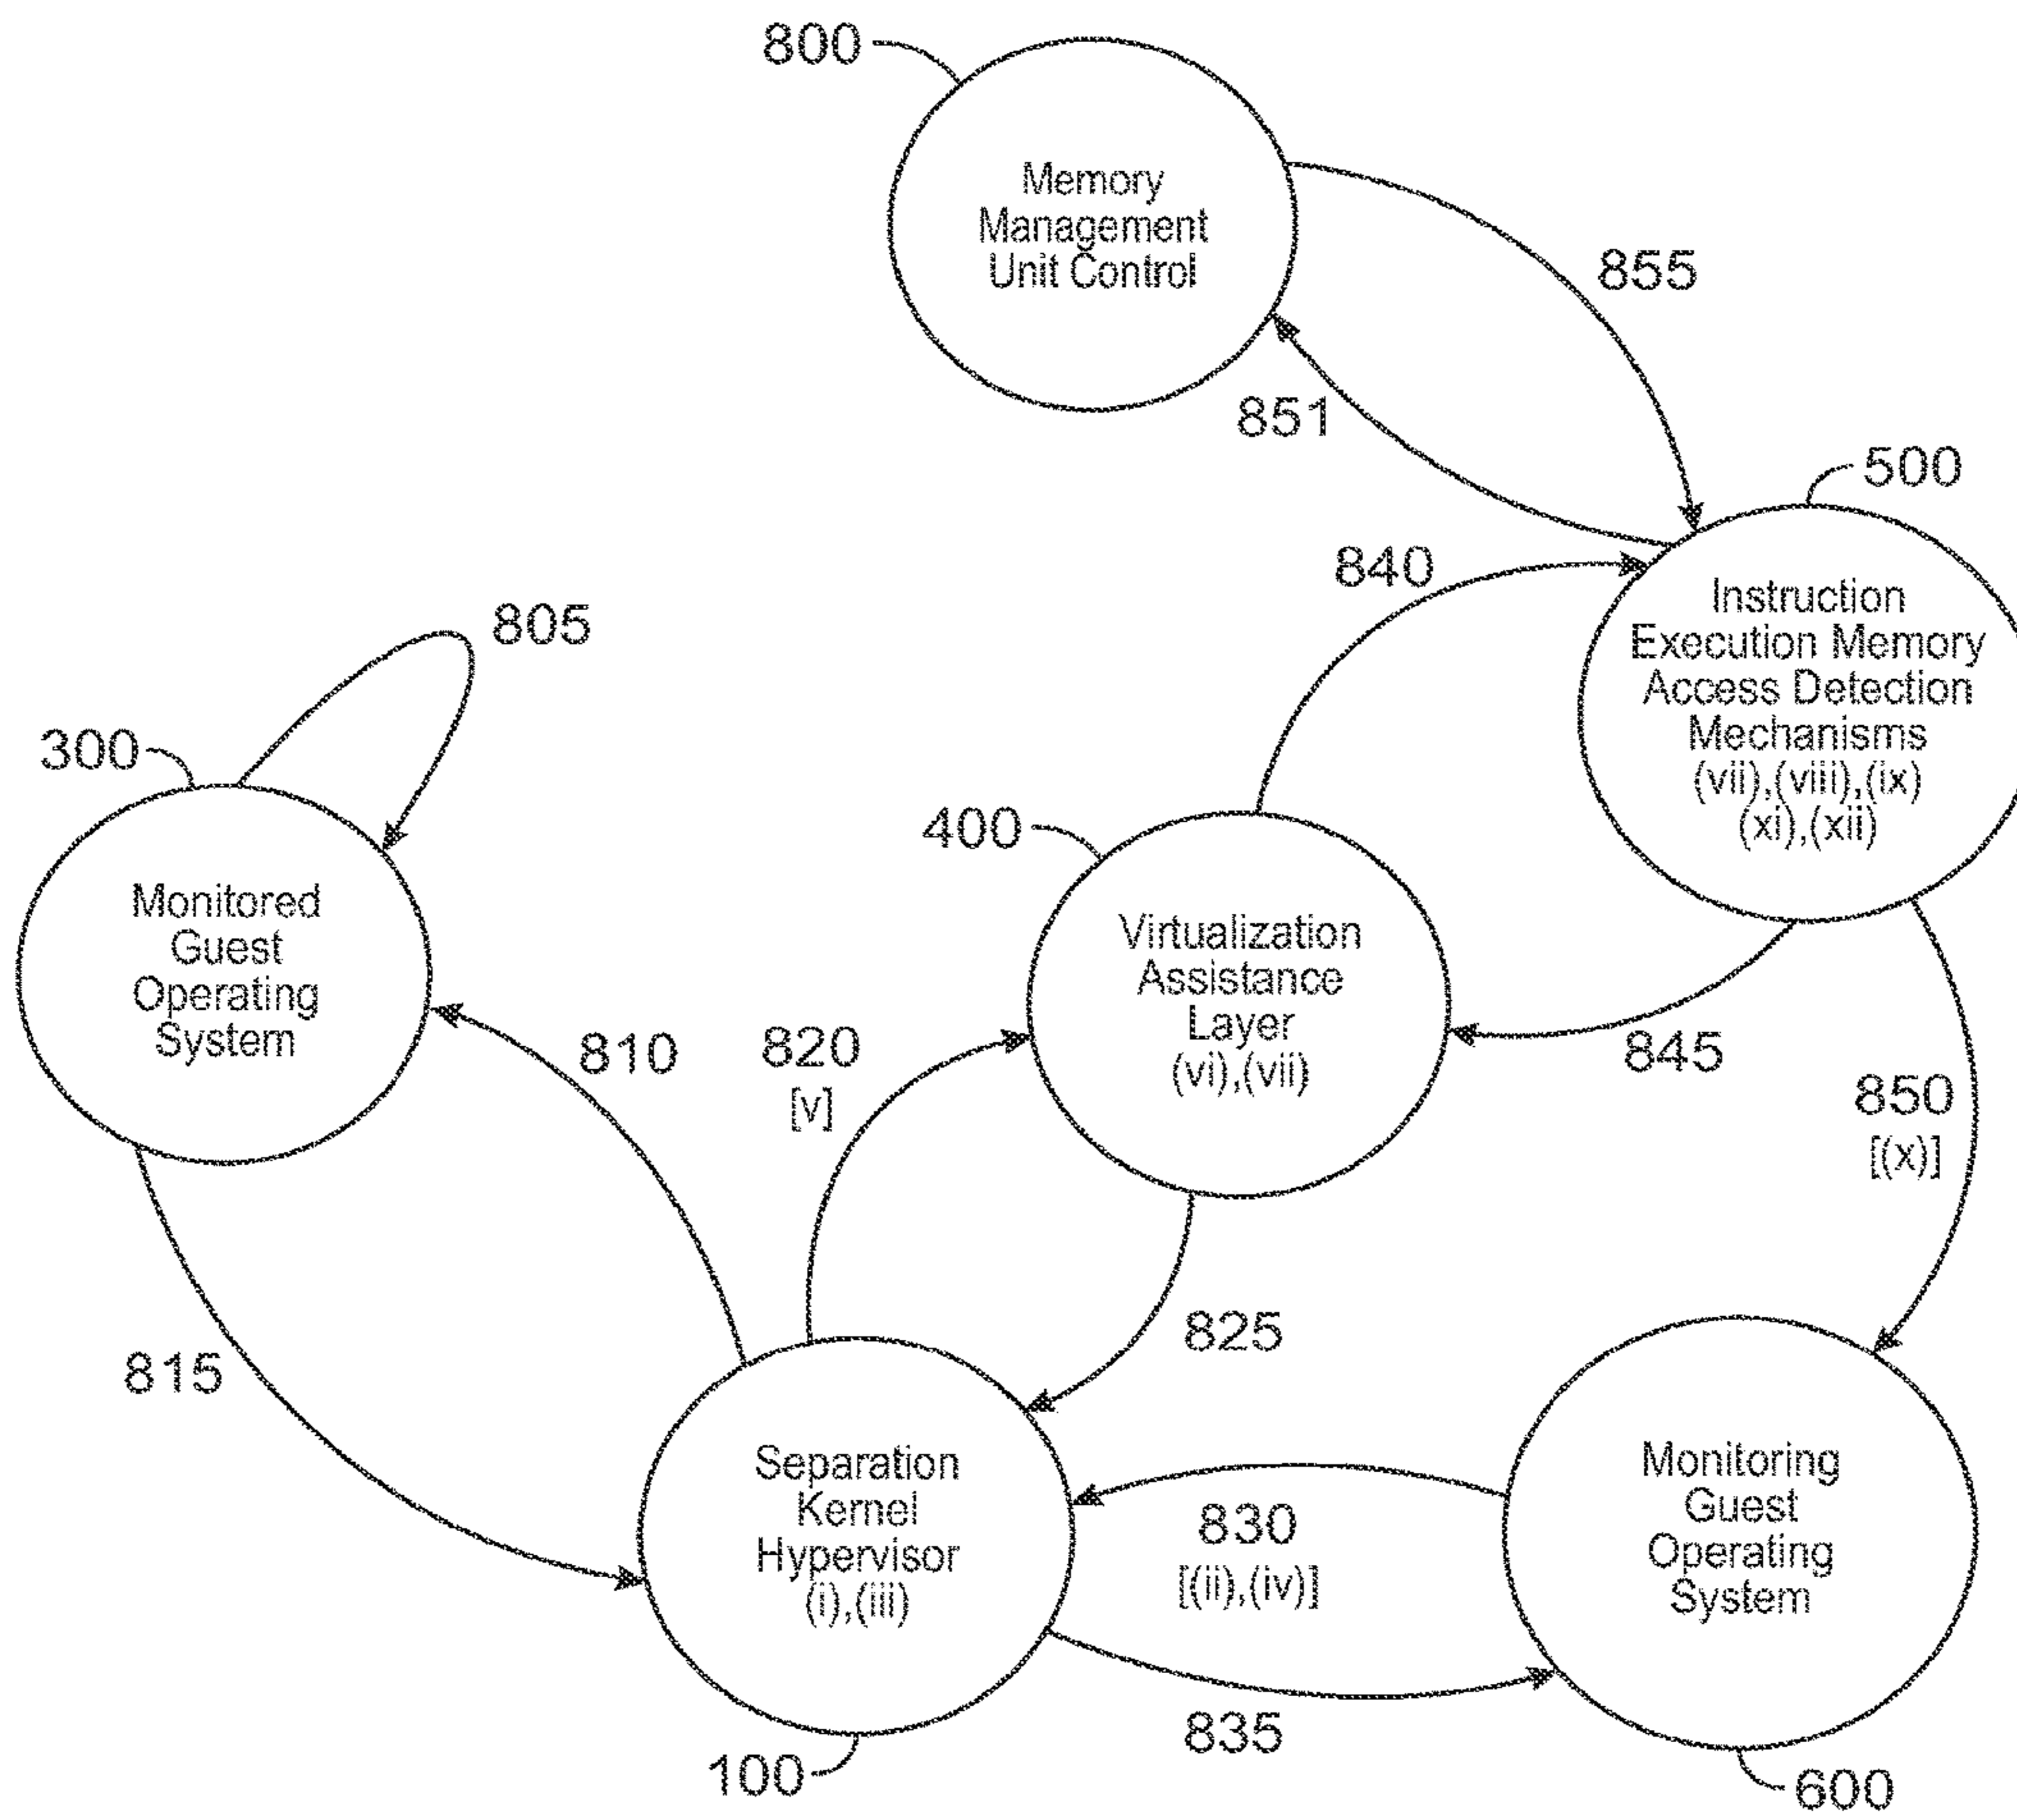 800
Memory
Management
Unit Control
855
851
500
840
Instruction
Execution Memory
Access Detection
Mechanisms
(vii),(viii),(ix)
(xi),(xii)
805
300
400
Monitored
Guest
Operating
System
Virtualization
Assistance
Layer
(vi),(vii)
810
820
[v]
845
850
[(x)]
825
815
Separation
Kernel
Hypervisor
(i),(iii)
830
[(ii),(iv)]
Monitoring
Guest
Operating
System
835
100
600